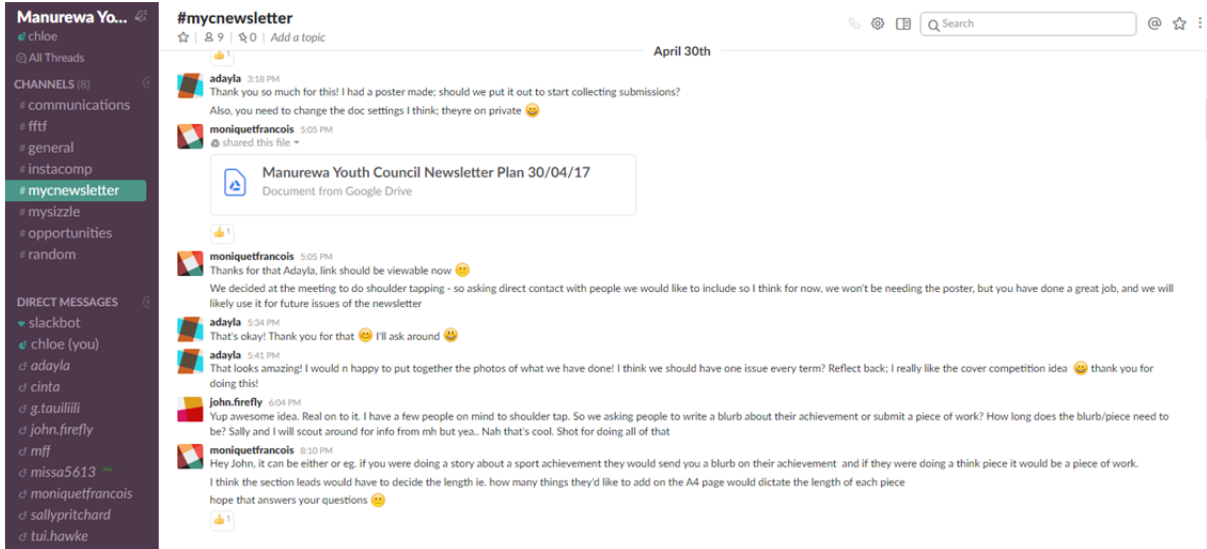 Manurewa Yo...
chloe
All Threads
CHANNELS (8)
# communications
# fftf
# general
# instacomp
# mycnewsletter
# mysizzle
# opportunities
# random
DIRECT MESSAGES
slackbot
chloe (you)
adayla
cinta
g.tauiliili
john.firefly
mff
missa5613
moniquetfrancois
sallypritchard
tui.hawke
#mycnewsletter
9 | 0 | Add a topic
Search
April 30th
1
adayla 3:18 PM
Thank you so much for this! I had a poster made; should we put it out to start collecting submissions?
Also, you need to change the doc settings I think; theyre on private 😄
moniquetfrancois 5:05 PM
shared this file
Manurewa Youth Council Newsletter Plan 30/04/17
Document from Google Drive
1
moniquetfrancois 5:05 PM
Thanks for that Adayla, link should be viewable now 🙂
We decided at the meeting to do shoulder tapping - so asking direct contact with people we would like to include so I think for now, we won't be needing the poster, but you have done a great job, and we will
likely use it for future issues of the newsletter
adayla 5:34 PM
That's okay! Thank you for that 😊 I'll ask around 😃
adayla 5:41 PM
That looks amazing! I would n happy to put together the photos of what we have done! I think we should have one issue every term? Reflect back; I really like the cover competition idea 😄 thank you for
doing this!
john.firefly 6:04 PM
Yup awesome idea. Real on to it. I have a few people on mind to shoulder tap. So we asking people to write a blurb about their achievement or submit a piece of work? How long does the blurb/piece need to
be? Sally and I will scout around for info from mh but yea.. Nah that's cool. Shot for doing all of that
moniquetfrancois 8:10 PM
Hey John, it can be either or eg. if you were doing a story about a sport achievement they would send you a blurb on their achievement and if they were doing a think piece it would be a piece of work.
I think the section leads would have to decide the length ie. how many things they'd like to add on the A4 page would dictate the length of each piece
hope that answers your questions 🙂
1